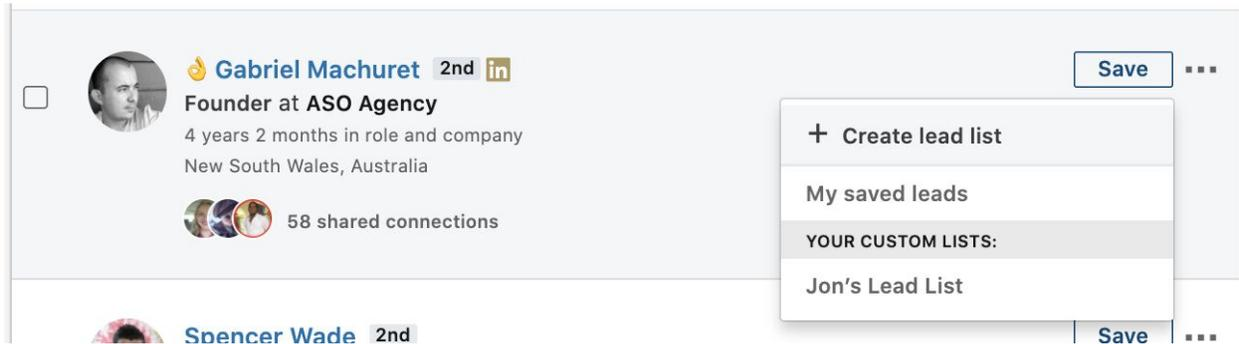 👌 Gabriel Machuret 2nd in
Save
Founder at ASO Agency
4 years 2 months in role and company
New South Wales, Australia
58 shared connections
+ Create lead list
My saved leads
YOUR CUSTOM LISTS:
Jon's Lead List
Spencer Wade 2nd
Save